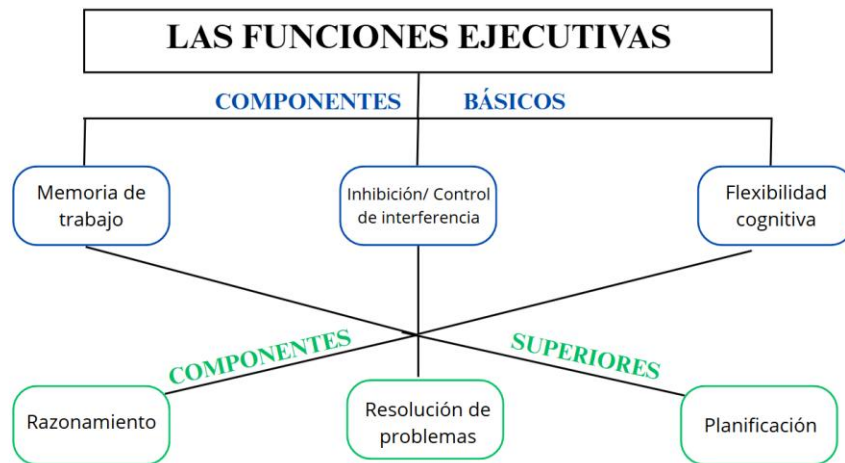 LAS FUNCIONES EJECUTIVAS
COMPONENTES BÁSICOS
Memoria de
trabajo
Inhibición/ Control
de interferencia
Flexibilidad
cognitiva
COMPONENTES SUPERIORES
Razonamiento
Resolución de
problemas
Planificación